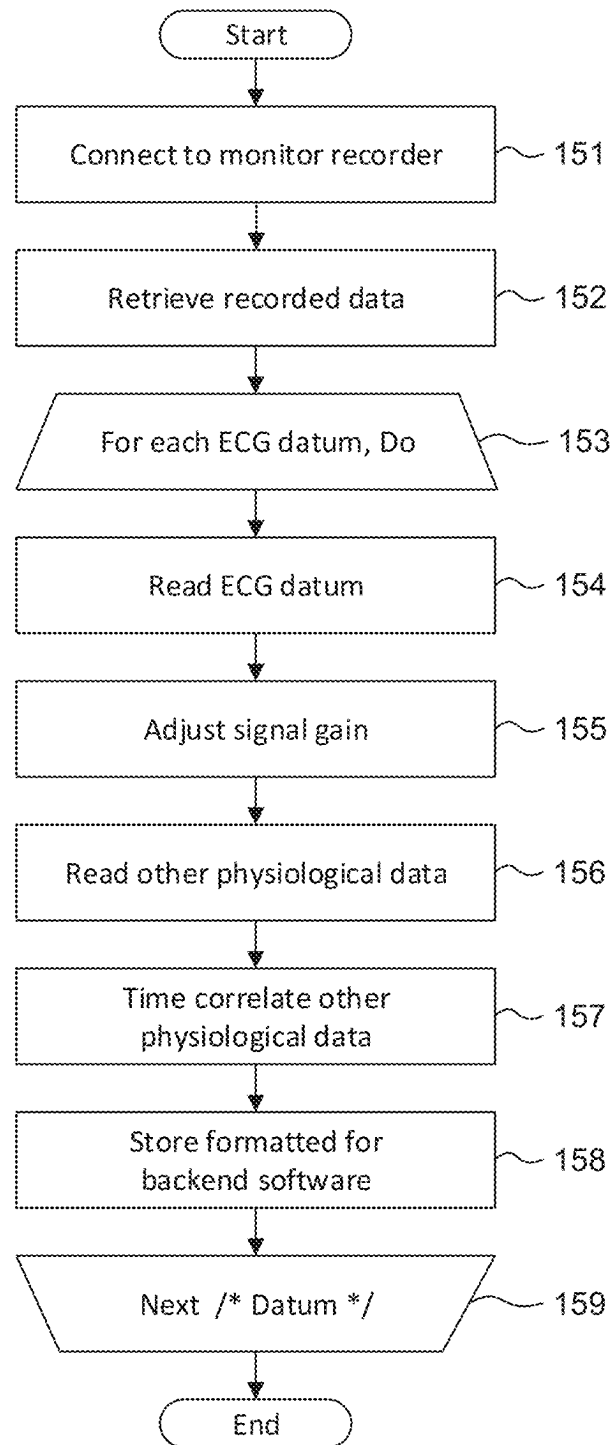 Start
Connect to monitor recorder
151
Retrieve recorded data
152
For each ECG datum, Do
153
Read ECG datum
154
Adjust signal gain
155
Read other physiological data
156
Time correlate other
physiological data
157
Store formatted for
backend software
158
Next /* Datum */
159
End